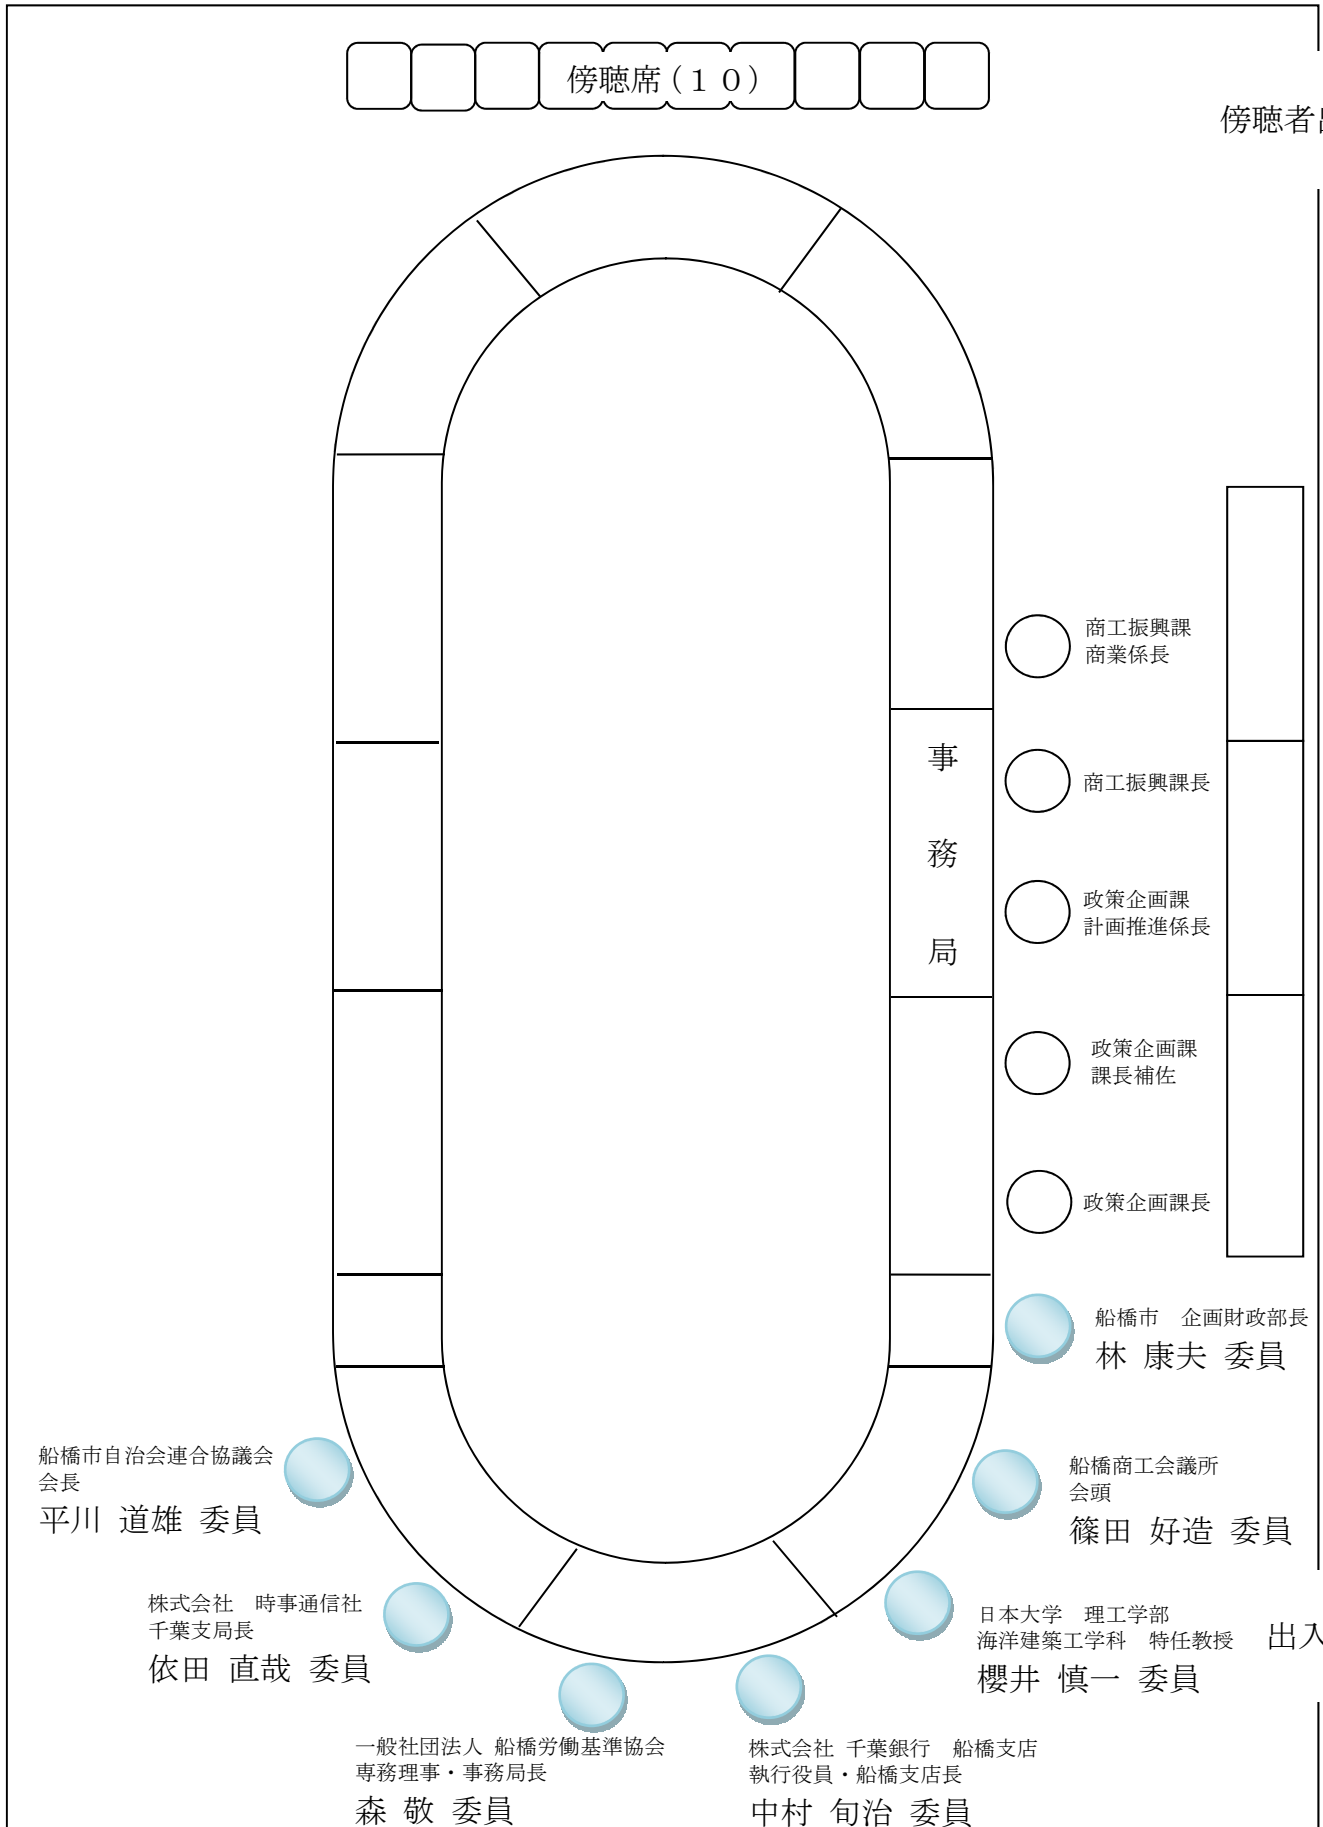 傍聴席(１０)
傍聴者
商工振興課
商業係長
事
務
局
商工振興課長
政策企画課
計画推進係長
政策企画課
課長補佐
政策企画課長
船橋市　企画財政部長
林 康夫 委員
船橋市自治会連合協議会
会長
平川 道雄 委員
船橋商工会議所
会頭
篠田 好造 委員
株式会社　時事通信社
千葉支局長
依田 直哉 委員
日本大学　理工学部
海洋建築工学科　特任教授
櫻井 慎一 委員
出入
一般社団法人 船橋労働基準協会
専務理事・事務局長
森 敬 委員
株式会社 千葉銀行　船橋支店
執行役員・船橋支店長
中村 旬治 委員